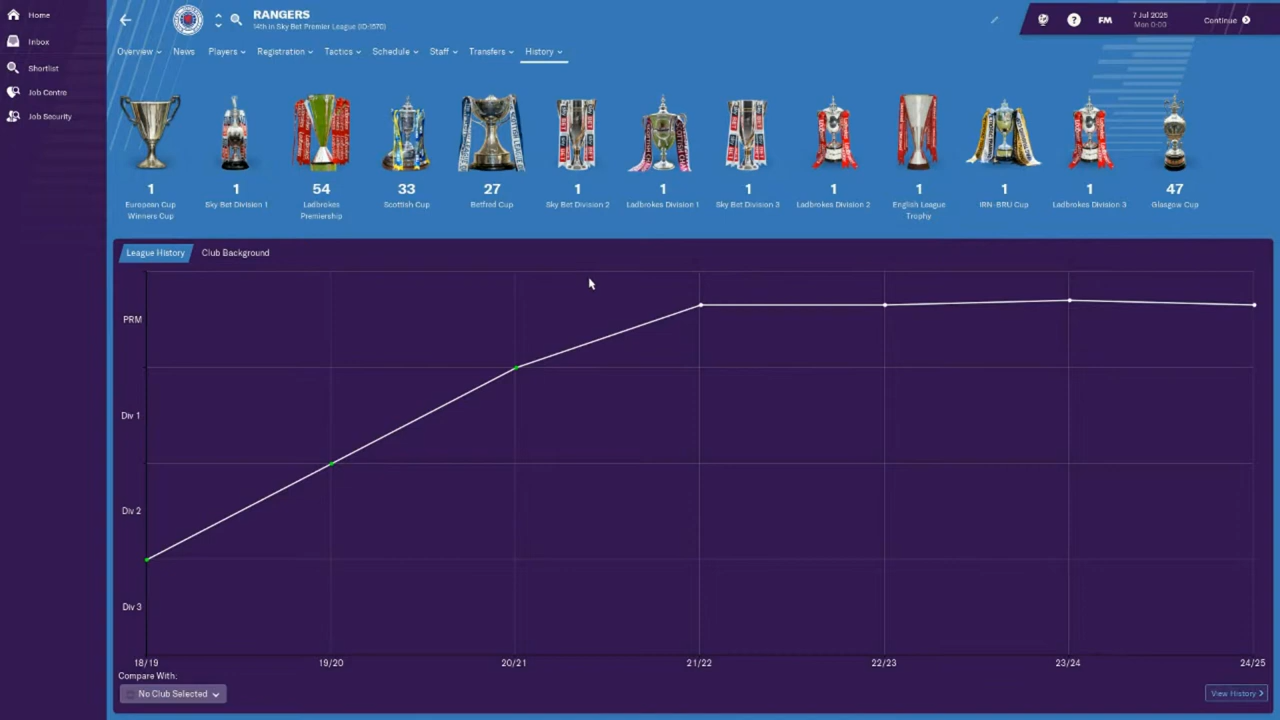 Home
Inbox
Shortlist
Job Centre
Job Security
RANGERS
14th in Sky Bet Premier League (ID:1570)
FM
7 Jul 2025
Mon 0:00
Continue
Overview
News
Players
Registration
Tactics
Schedule
Staff
Transfers
History
1
European Cup
Winners Cup
1
Sky Bet Division 1
54
Ladbrokes
Premiership
33
Scottish Cup
27
Betfred Cup
1
Sky Bet Division 2
1
Ladbrokes Division 1
1
Sky Bet Division 3
1
Ladbrokes Division 2
1
English League
Trophy
1
IRN-BRU Cup
1
Ladbrokes Division 3
47
Glasgow Cup
League History
Club Background
PRM
Div 1
Div 2
Div 3
18/19
19/20
20/21
21/22
22/23
23/24
24/25
Compare With:
No Club Selected
View History